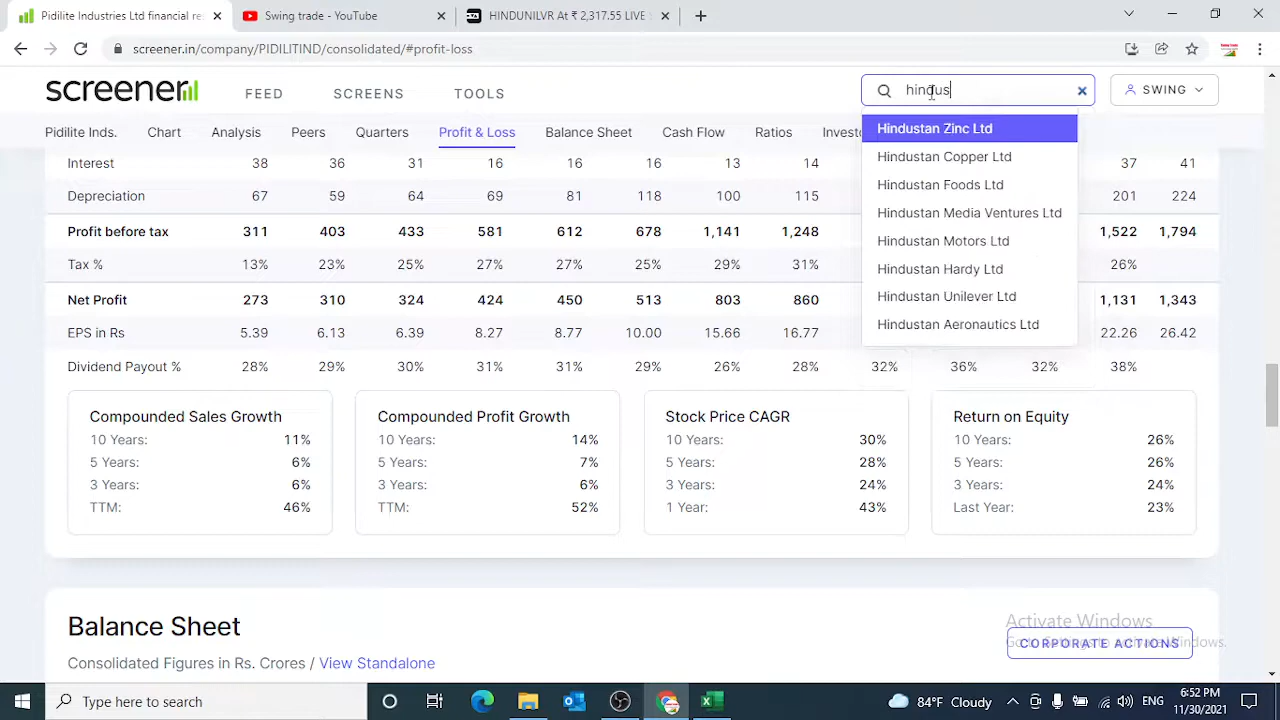 Pidilite Industries Ltd financial res
Swing trade - YouTube
HINDUNILVR At ₹ 2,317.55 LIVE S
screener.in/company/PIDILITIND/consolidated/#profit-loss
screener
FEED SCREENS TOOLS
hindus
SWING
Pidilite Inds. Chart Analysis Peers Quarters Profit & Loss Balance Sheet Cash Flow Ratios
Hindustan Zinc Ltd
Hindustan Copper Ltd
Hindustan Foods Ltd
Hindustan Media Ventures Ltd
Hindustan Motors Ltd
Hindustan Hardy Ltd
Hindustan Unilever Ltd
Hindustan Aeronautics Ltd
Interest 38 36 31 16 16 16 13 14 37 41
Depreciation 67 59 64 69 81 118 100 115 201 224
Profit before tax 311 403 433 581 612 678 1,141 1,248 1,522 1,794
Tax % 13% 23% 25% 27% 27% 25% 29% 31% 26%
Net Profit 273 310 324 424 450 513 803 860 1,131 1,343
EPS in Rs 5.39 6.13 6.39 8.27 8.77 10.00 15.66 16.77 22.26 26.42
Dividend Payout % 28% 29% 30% 31% 31% 29% 26% 28% 32% 36% 32% 38%
Compounded Sales Growth
10 Years: 11%
5 Years: 6%
3 Years: 6%
TTM: 46%
Compounded Profit Growth
10 Years: 14%
5 Years: 7%
3 Years: 6%
TTM: 52%
Stock Price CAGR
10 Years: 30%
5 Years: 28%
3 Years: 24%
1 Year: 43%
Return on Equity
10 Years: 26%
5 Years: 26%
3 Years: 24%
Last Year: 23%
Balance Sheet
Consolidated Figures in Rs. Crores / View Standalone
Activate Windows
CORPORATE ACTIONS
Type here to search
84°F Cloudy
ENG
6:52 PM
11/30/2021